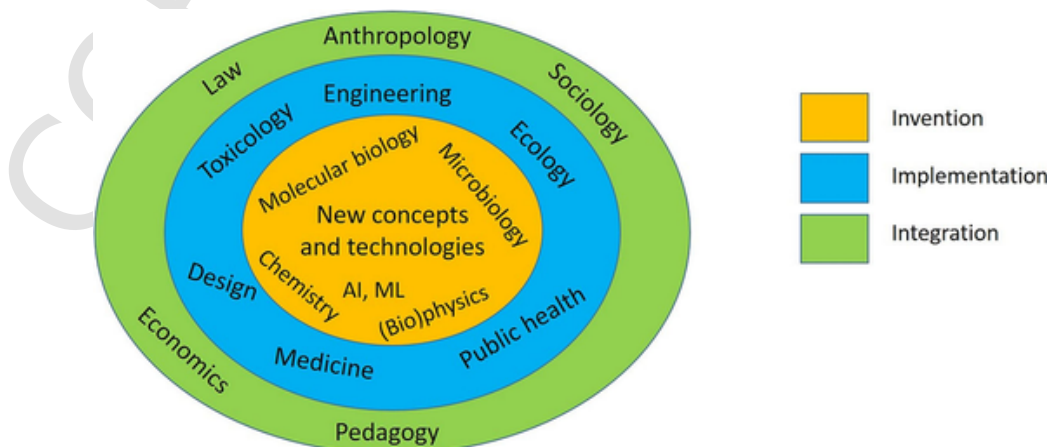 Anthropology
Law
Sociology
Engineering
Toxicology
Ecology
Molecular biology
Microbiology
New concepts
and technologies
Chemistry
AI, ML
(Bio)physics
Design
Medicine
Public health
Economics
Pedagogy
Invention
Implementation
Integration